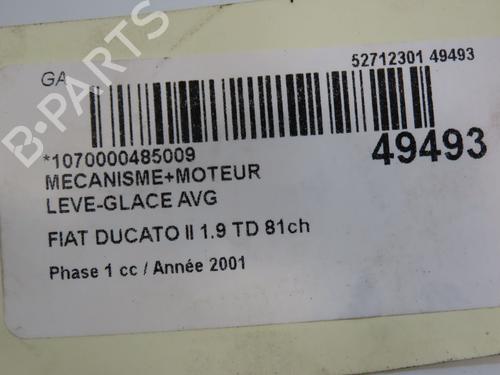 GA
52712301 49493
*1070000485009
49493
MECANISME+MOTEUR
LEVE-GLACE AVG
FIAT DUCATO II 1.9 TD 81ch
Phase 1 cc / Année 2001
B-PARTS